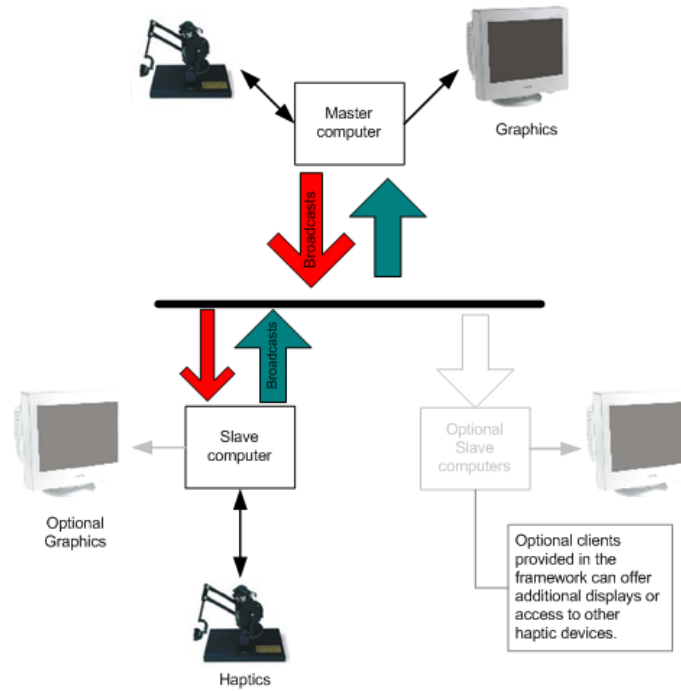 Master
computer
Graphics
Broadcasts
Broadcasts
Slave
computer
Optional
Slave
computers
Optional
Graphics
Optional clients
provided in the
framework can offer
additional displays or
access to other
haptic devices.
Haptics